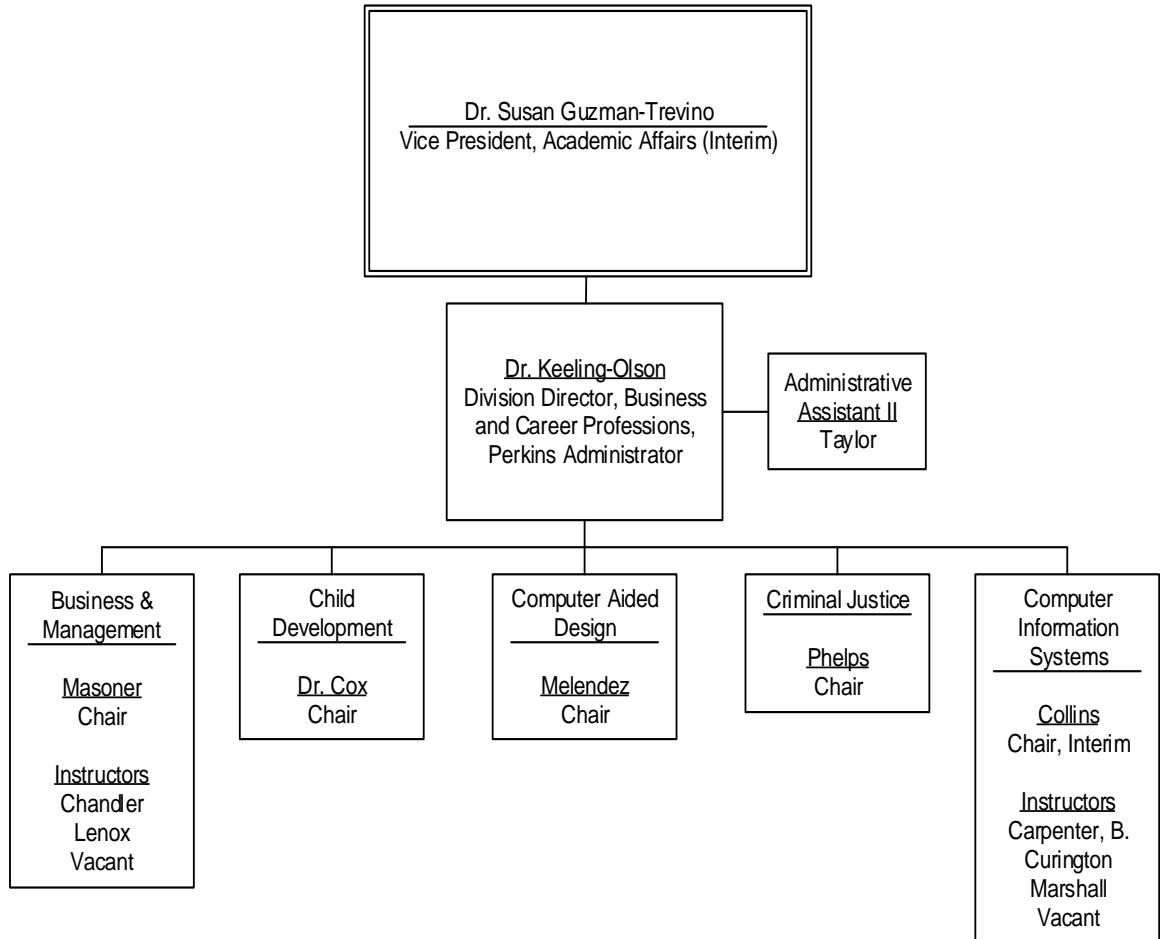 Dr. Susan Guzman-Trevino
Vice President, Academic Affairs (Interim)
Dr. Keeling-Olson
Division Director, Business
and Career Professions,
Perkins Administrator
Administrative
Assistant II
Taylor
Business &
Management
Masoner
Chair
Instructors
Chandler
Lenox
Vacant
Child
Development
Dr. Cox
Chair
Computer Aided
Design
Melendez
Chair
Criminal Justice
Phelps
Chair
Computer
Information
Systems
Collins
Chair, Interim
Instructors
Carpenter, B.
Curington
Marshall
Vacant